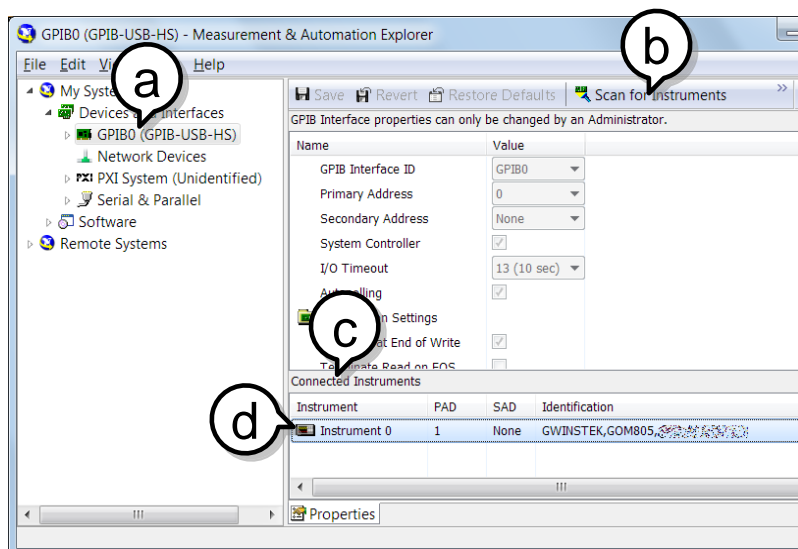 GPIB0 (GPIB-USB-HS) - Measurement & Automation Explorer
File Edit Help
b
a
My
Devices
GPIB0 (GPIB-USB-HS)
Network Devices
PXI PXI System (Unidentified)
Serial & Parallel
Software
Remote Systems
Save Revert Restore Defaults Scan for Instruments »
GPIB Interface properties can only be changed by an Administrator.
Name Value
GPIB Interface ID GPIB0
Primary Address 0
Secondary Address None
System Controller
I/O Timeout 13 (10 sec)
Settings
c
at End of Write
Read on EOS
Connected Instruments
Instrument PAD SAD Identification
d
Instrument 0 1 None GWINSTEK,GOM805,
Properties